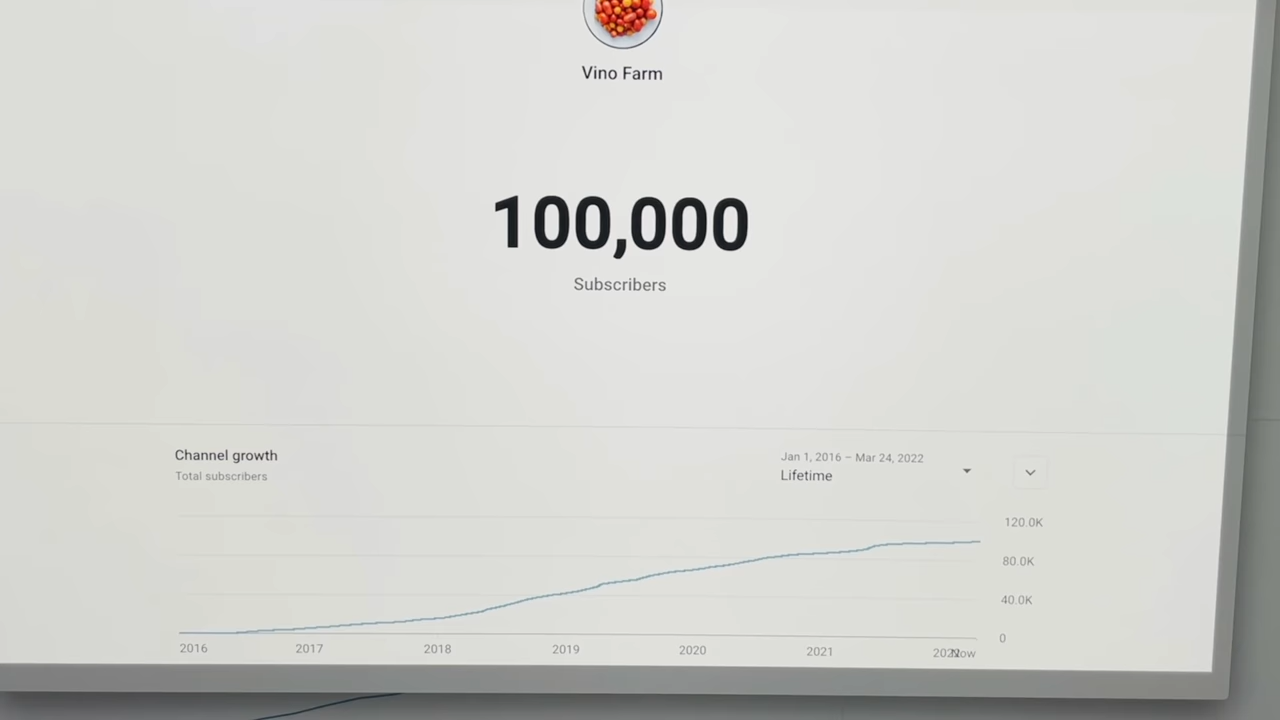 Vino Farm
100,000
Subscribers
Channel growth
Total subscribers
Jan 1, 2016 – Mar 24, 2022
Lifetime
120.0K
80.0K
40.0K
0
2016 2017 2018 2019 2020 2021 2022 Now